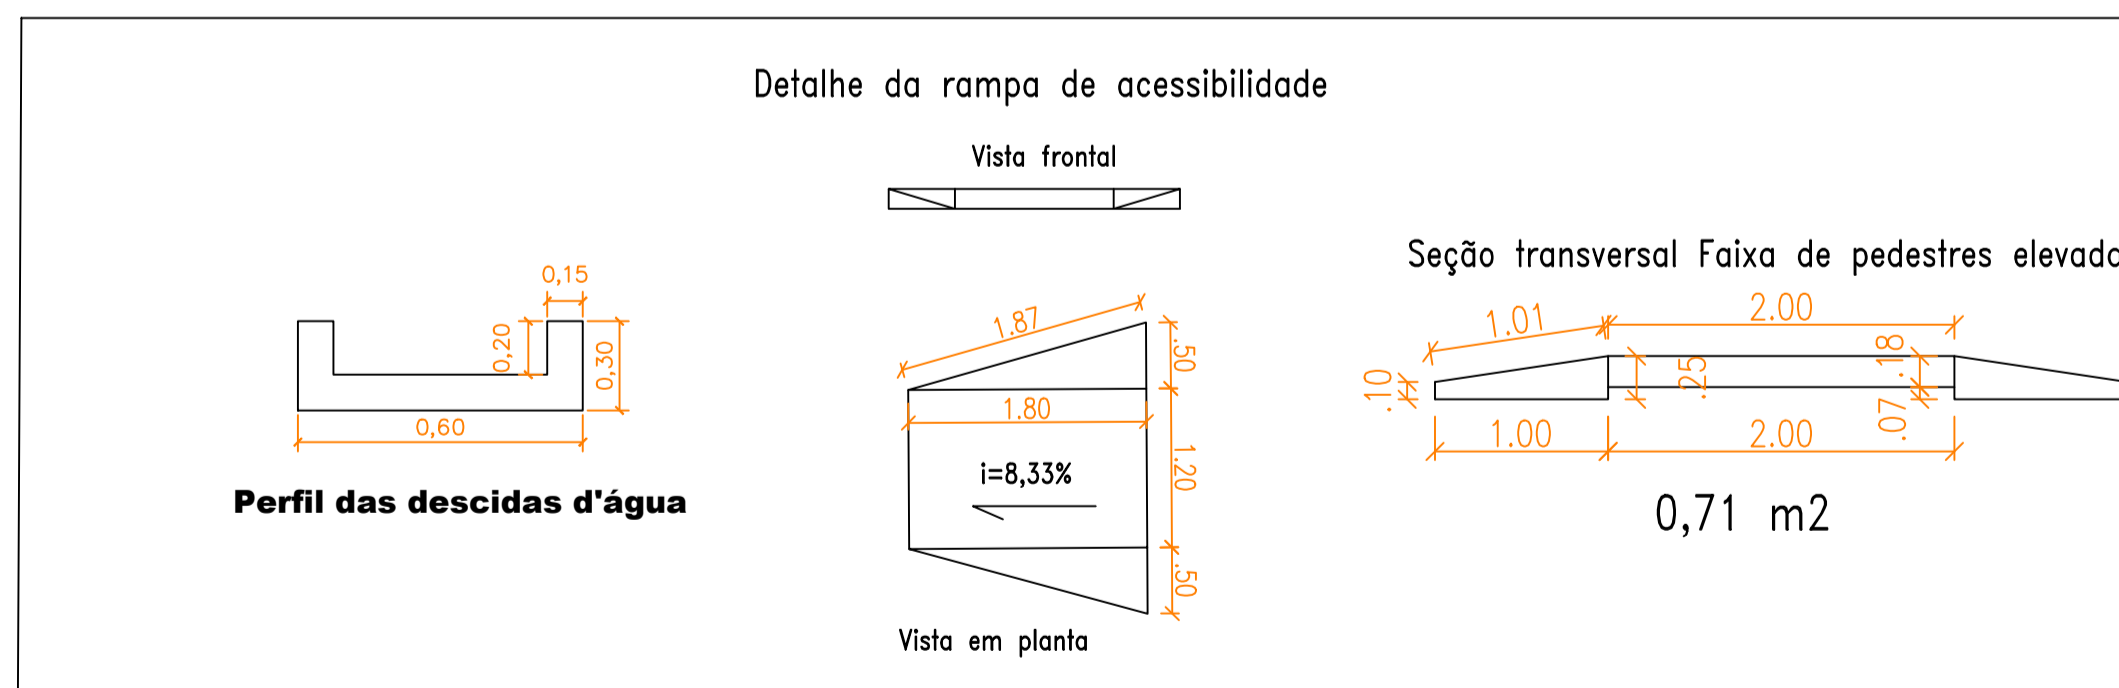 Detalhe da rampa de acessibilidade
Vista frontal
Seção transversal Faixa de pedestres elevada
0,15
0,20
0,30
0,60
Perfil das descidas d'água
1.87
.50
1.80
1.20
i=8,33%
.50
Vista em planta
1.01
2.00
.10
.25
.18
.07
1.00
2.00
0,71 m2